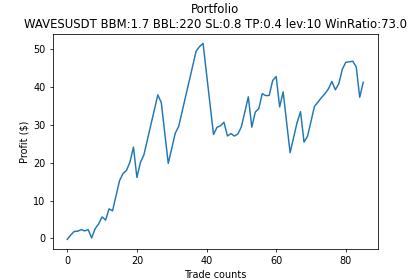 Portfolio
WAVESUSDT BBM:1.7 BBL:220 SL:0.8 TP:0.4 lev:10 WinRatio:73.0
50
40
30
20
10
0
Profit ($)
0 20 40 60 80
Trade counts